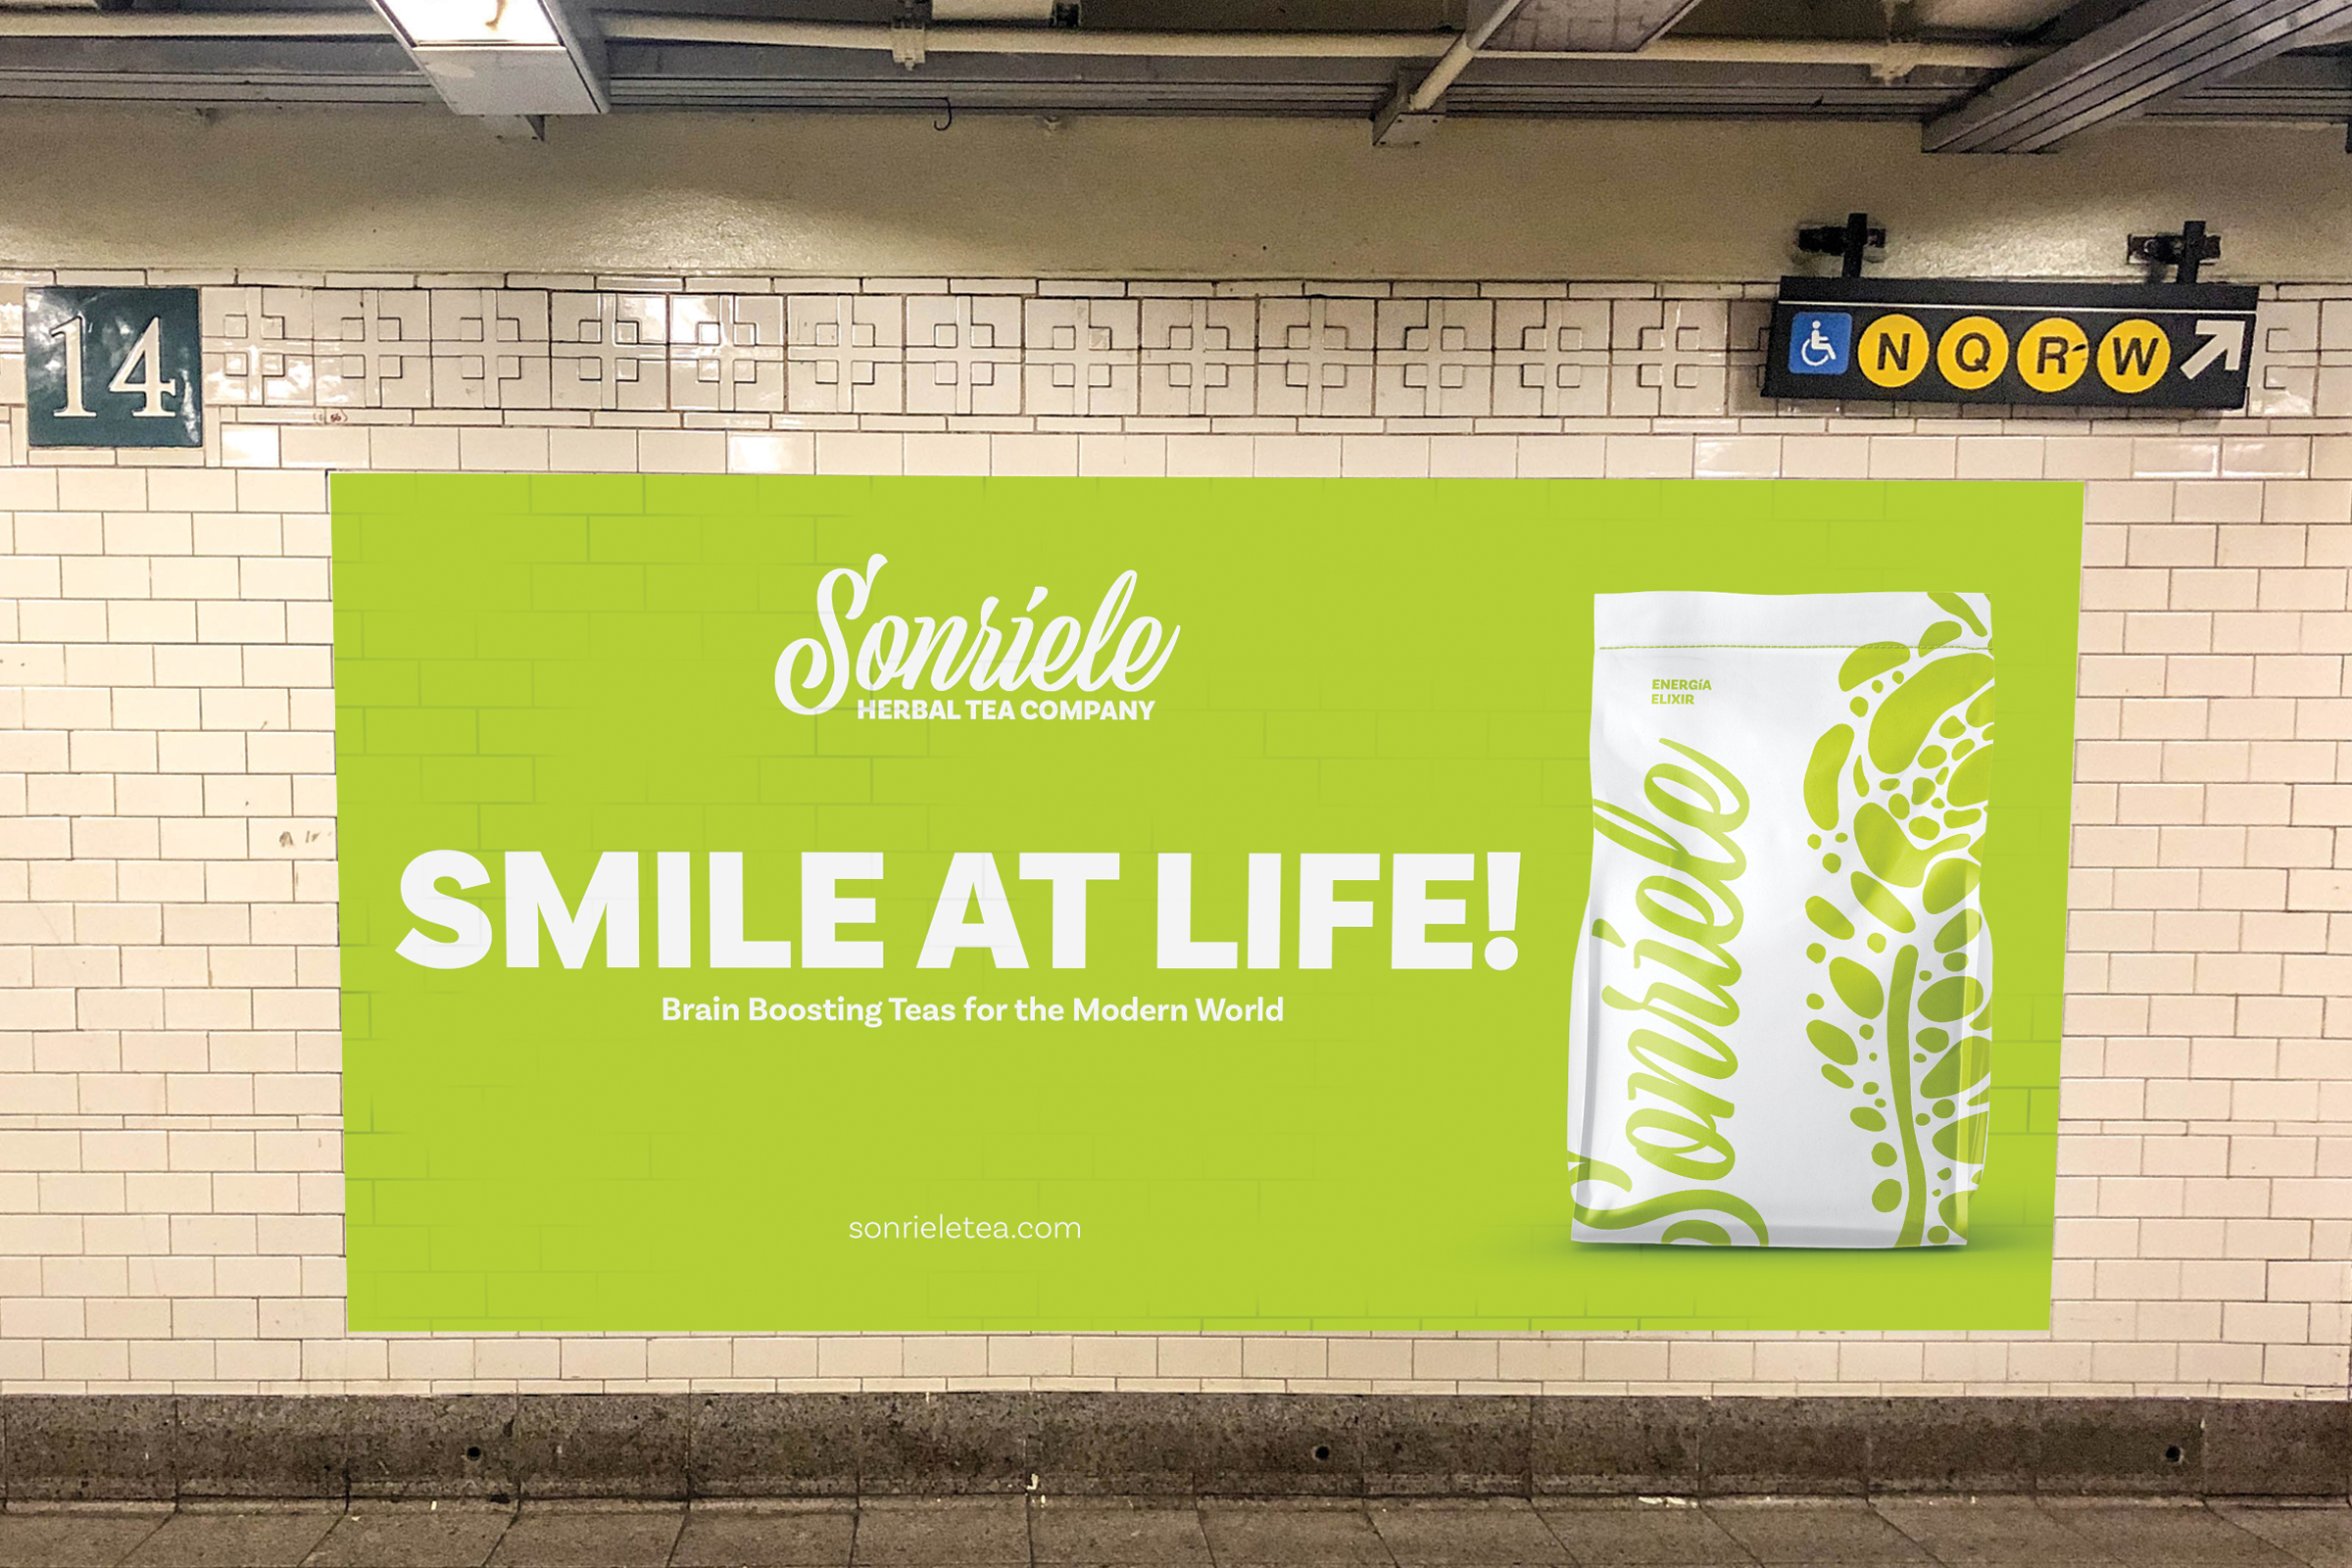 14
N Q R W
Sonríele
HERBAL TEA COMPANY
SMILE AT LIFE!
Brain Boosting Teas for the Modern World
sonrieletea.com
ENERGíA
ELIXIR
Sonríele